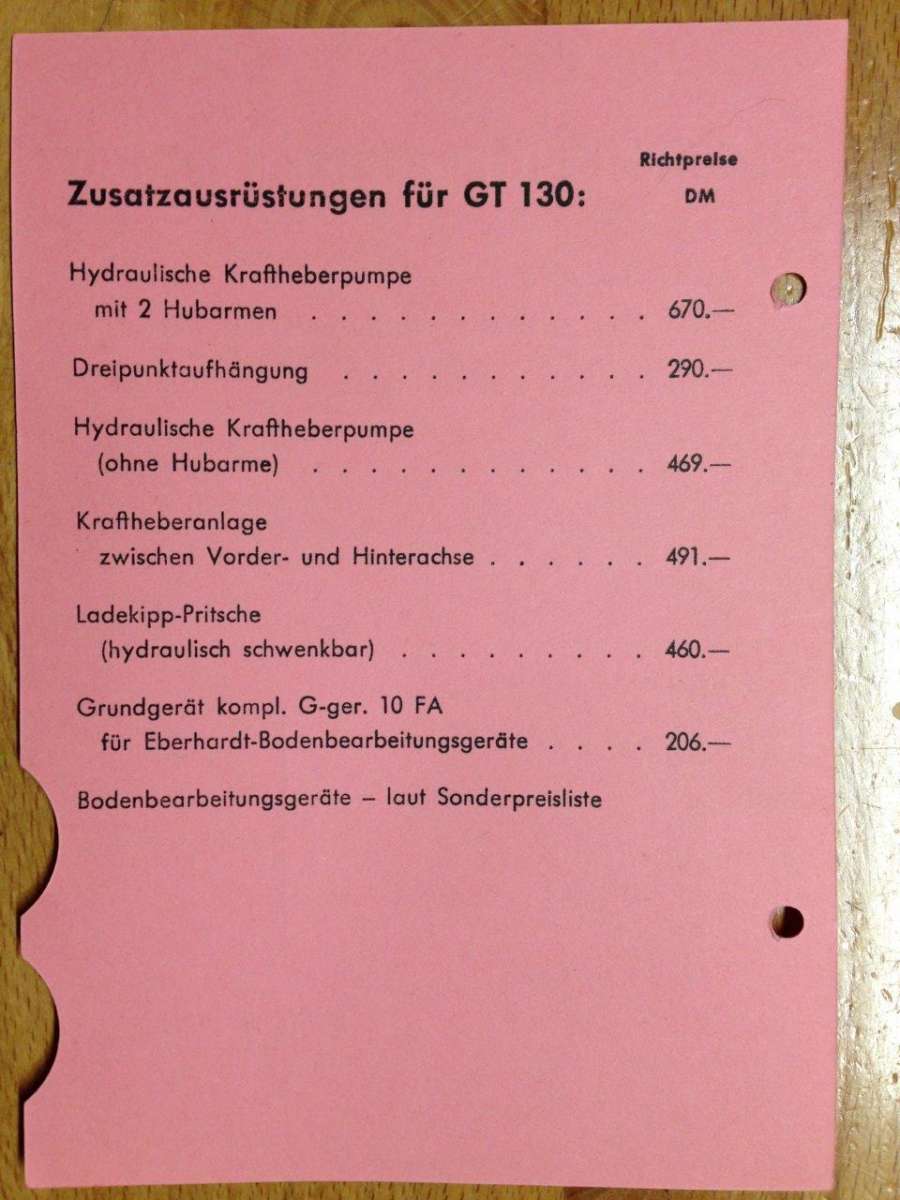 Richtpreise
Zusatzausrüstungen für GT 130: DM
Hydraulische Kraftheberpumpe
mit 2 Hubarmen . . . . . . . . . . . . 670.—
Dreipunktaufhängung . . . . . . . . . . . 290.—
Hydraulische Kraftheberpumpe
(ohne Hubarme) . . . . . . . . . . . . 469.—
Kraftheberanlage
zwischen Vorder- und Hinterachse . . . . . . 491.—
Ladekipp-Pritsche
(hydraulisch schwenkbar) . . . . . . . . . 460.—
Grundgerät kompl. G-ger. 10 FA
für Eberhardt-Bodenbearbeitungsgeräte . . . . 206.—
Bodenbearbeitungsgeräte – laut Sonderpreisliste